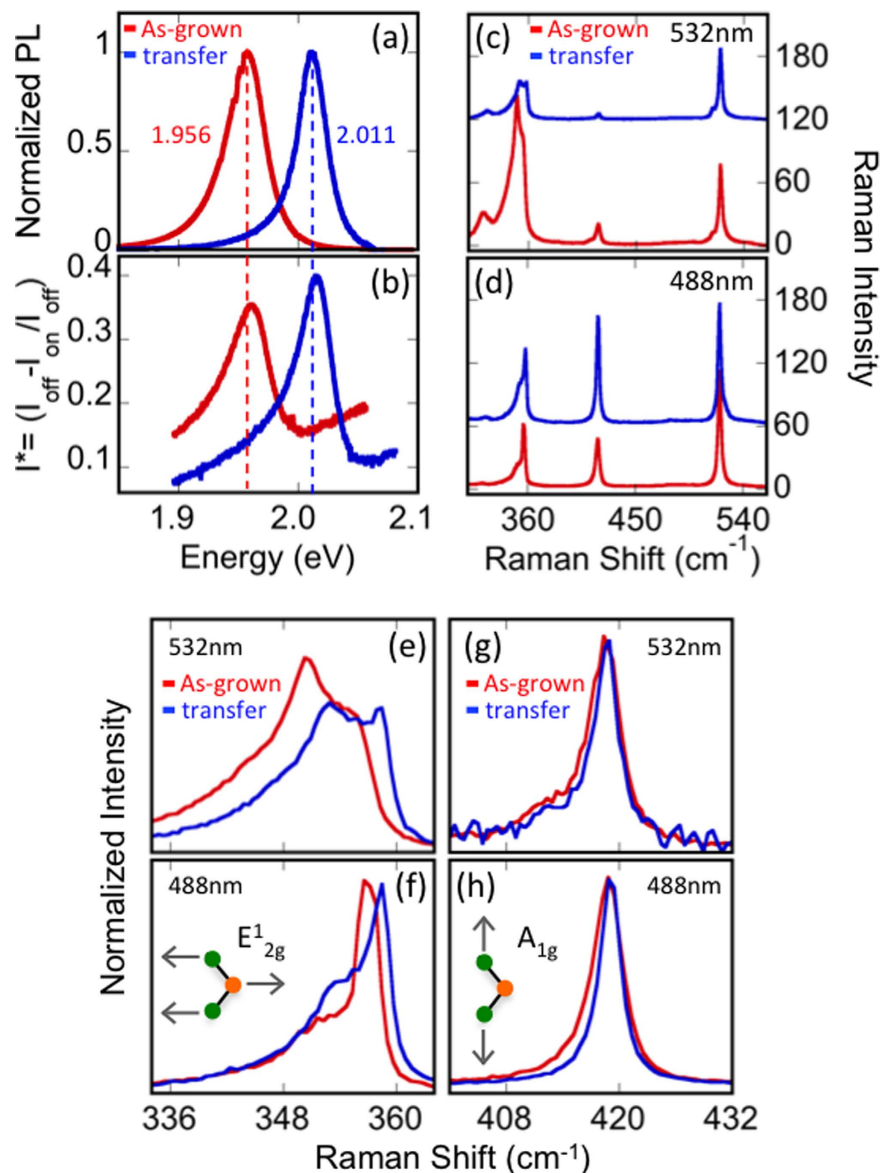 As-grown
transfer
(a)
1.956
2.011
1
0.5
0
Normalized PL
(b)
0.4
0.3
0.2
0.1
I*= (I_off-I_on/I_off)
1.9
2.0
2.1
Energy (eV)
(c)
As-grown
532nm
transfer
180
120
60
0
(d)
488nm
180
120
60
0
Raman Intensity
360
450
540
Raman Shift (cm⁻¹)
532nm
(e)
As-grown
transfer
(g)
532nm
As-grown
transfer
Normalized Intensity
488nm
(f)
E¹₂g
(h)
488nm
A₁g
336
348
360
408
420
432
Raman Shift (cm⁻¹)